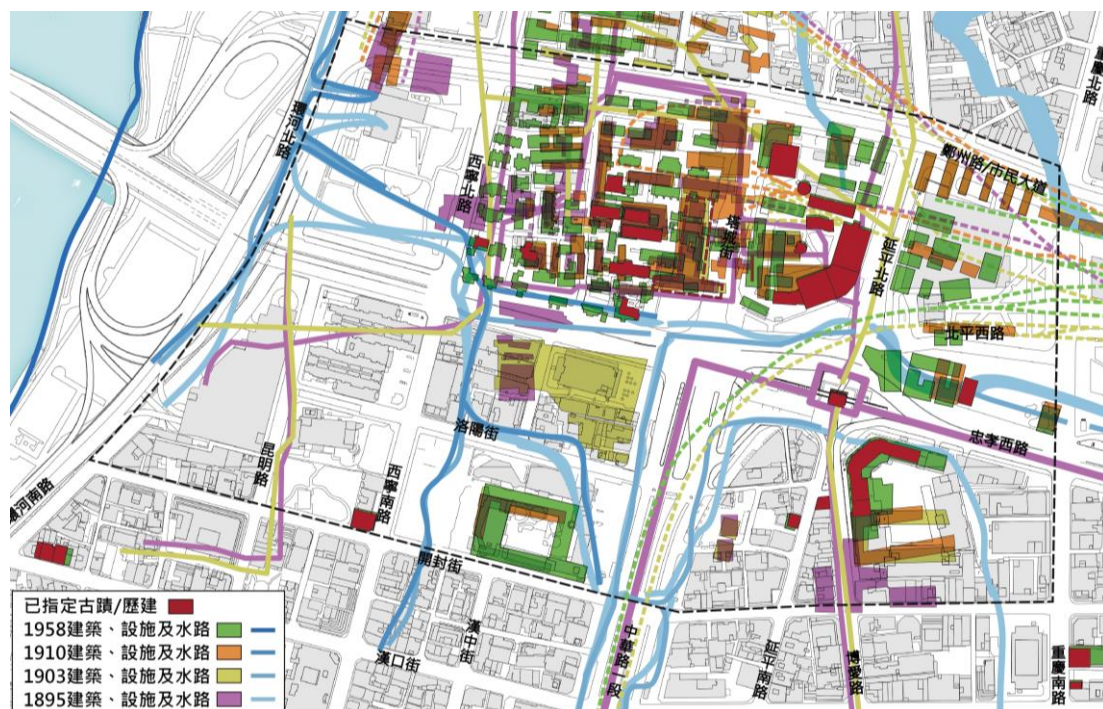 重慶北路
環河北路
鄭州路/市民大道
西寧北路
塔城街
延平北路
北平西路
忠孝西路
洛陽街
昆明路
西寧南路
環河南路
開封街
漢中街
漢口街
中華路一段
延平南路
博愛路
重慶南路
已指定古蹟/歷建
1958建築、設施及水路
1910建築、設施及水路
1903建築、設施及水路
1895建築、設施及水路